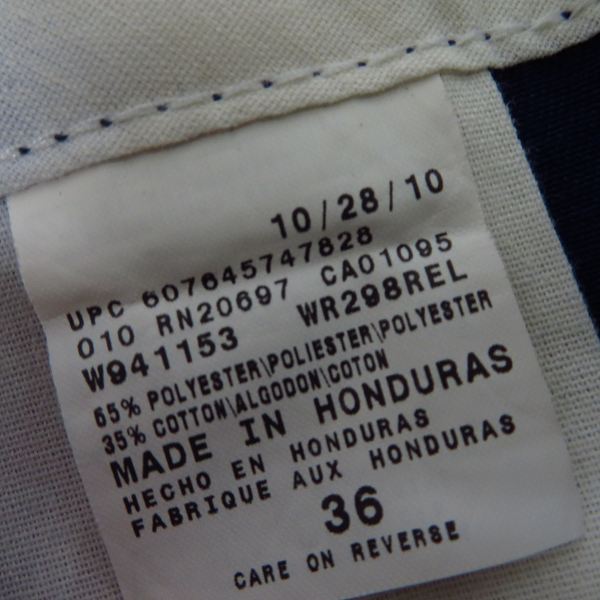 10/28/10
UPC 607645747828
010 RN20697 CA01095
W941153 WR298REL
65% POLYESTER\POLIESTER\POLYESTER
35% COTTON\ALGODON\COTON
MADE IN HONDURAS
HECHO EN HONDURAS
FABRIQUE AUX HONDURAS
36
CARE ON REVERSE